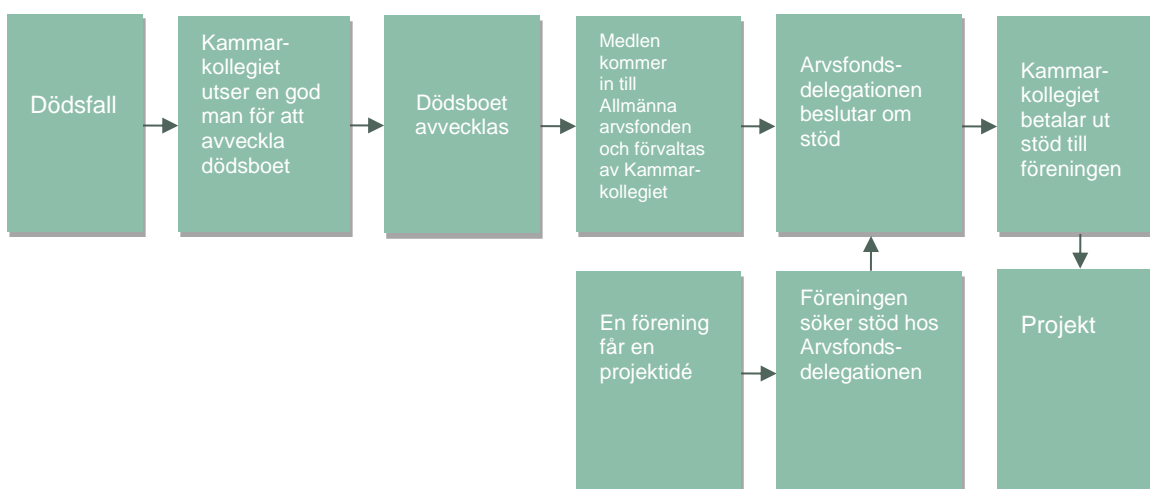 Dödsfall
Kammar-
kollegiet
utser en god
man för att
avveckla
dödsboet
Dödsboet
avvecklas
Medlen
kommer
in till
Allmänna
arvsfonden
och förvaltas
av Kammar-
kollegiet
Arvsfonds-
delegationen
beslutar om
stöd
Kammar-
kollegiet
betalar ut
stöd till
föreningen
En förening
får en
projektidé
Föreningen
söker stöd hos
Arvsfonds-
delegationen
Projekt